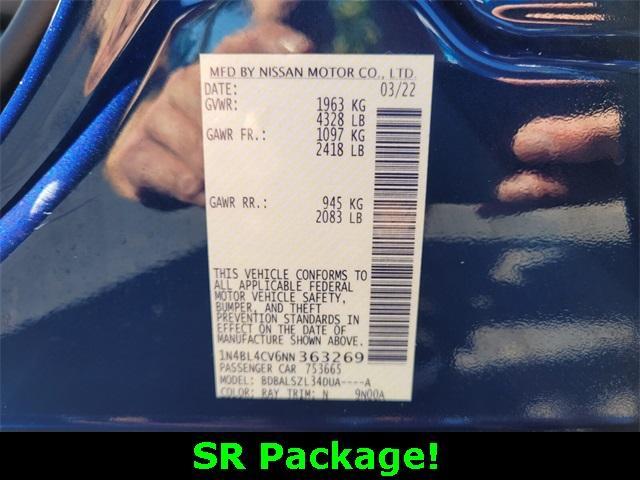 MFD BY NISSAN MOTOR CO., LTD.
DATE: 03/22
GVWR: 1963 KG
4328 LB
GAWR FR.: 1097 KG
2418 LB
GAWR RR.: 945 KG
2083 LB
THIS VEHICLE CONFORMS TO
ALL APPLICABLE FEDERAL
MOTOR VEHICLE SAFETY,
BUMPER, AND THEFT
PREVENTION STANDARDS IN
EFFECT ON THE DATE OF
MANUFACTURE SHOWN ABOVE.
1N4BL4CV6NN363269
PASSENGER CAR 753665
MODEL: BDBALSZL34DUA----A
COLOR: RAY TRIM: N 9N00A
SR Package!